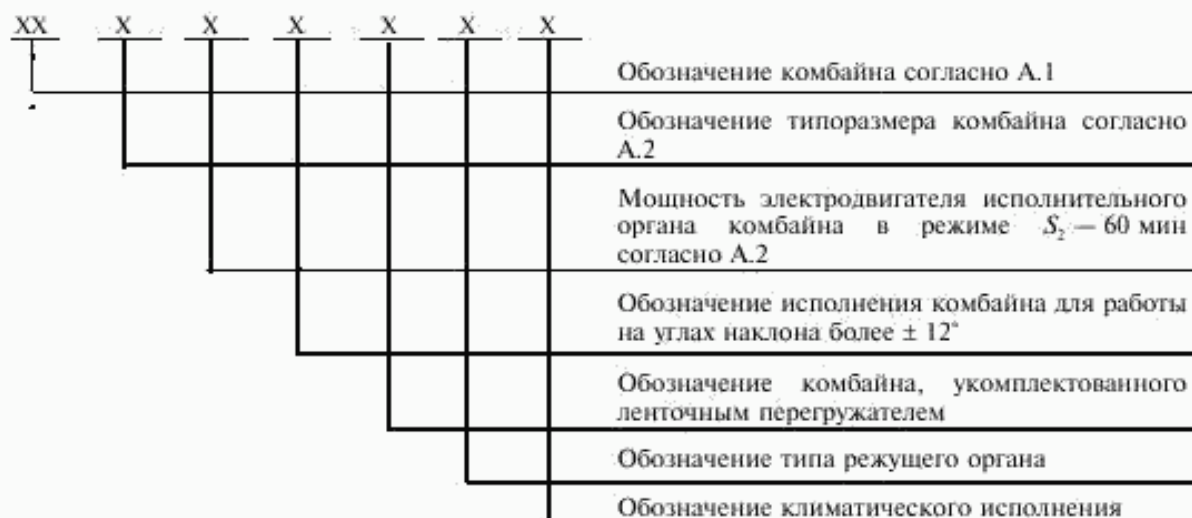 XX X X X X X X
Обозначение комбайна согласно А.1
Обозначение типоразмера комбайна согласно
А.2
Мощность электродвигателя исполнительного
органа комбайна в режиме S₂ — 60 мин
согласно А.2
Обозначение исполнения комбайна для работы
на углах наклона более ± 12°
Обозначение комбайна, укомплектованного
ленточным перегружателем
Обозначение типа режущего органа
Обозначение климатического исполнения